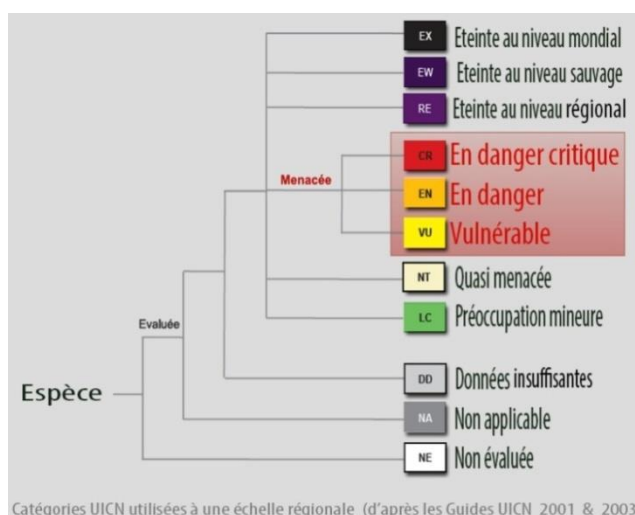 EX Eteinte au niveau mondial
EW Eteinte au niveau sauvage
RE Eteinte au niveau régional
CR En danger critique
Menacée
EN En danger
VU Vulnérable
NT Quasi menacée
LC Préoccupation mineure
Evaluée
DD Données insuffisantes
Espèce
NA Non applicable
NE Non évaluée
Catégories UICN utilisées à une échelle régionale (d'après les Guides UICN 2001 & 2003